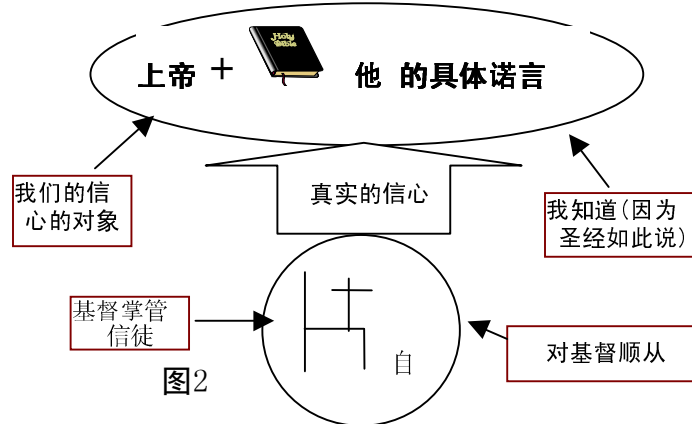 Holy
Bible
上帝 + 他 的具体诺言
我们的信
心的对象
真实的信心
我知道(因为
圣经如此说)
基督掌管
信徒
自
对基督顺从
图2